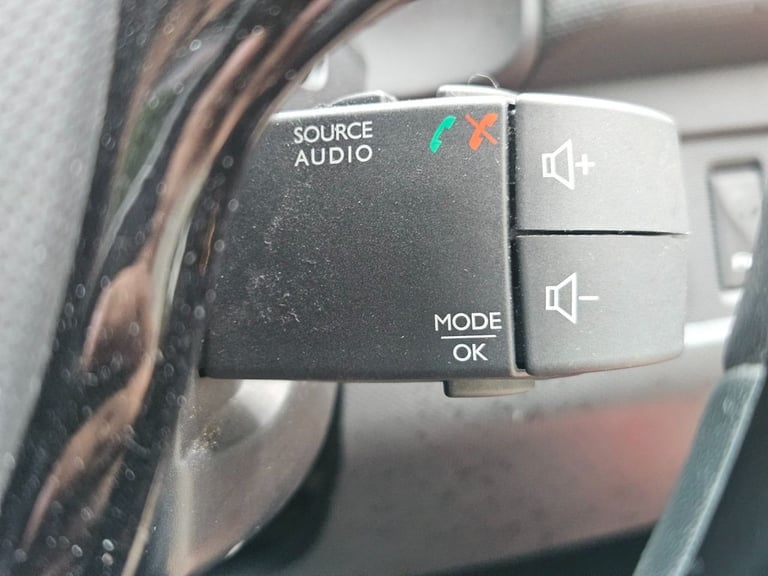 SOURCE
AUDIO
+
-
MODE
OK